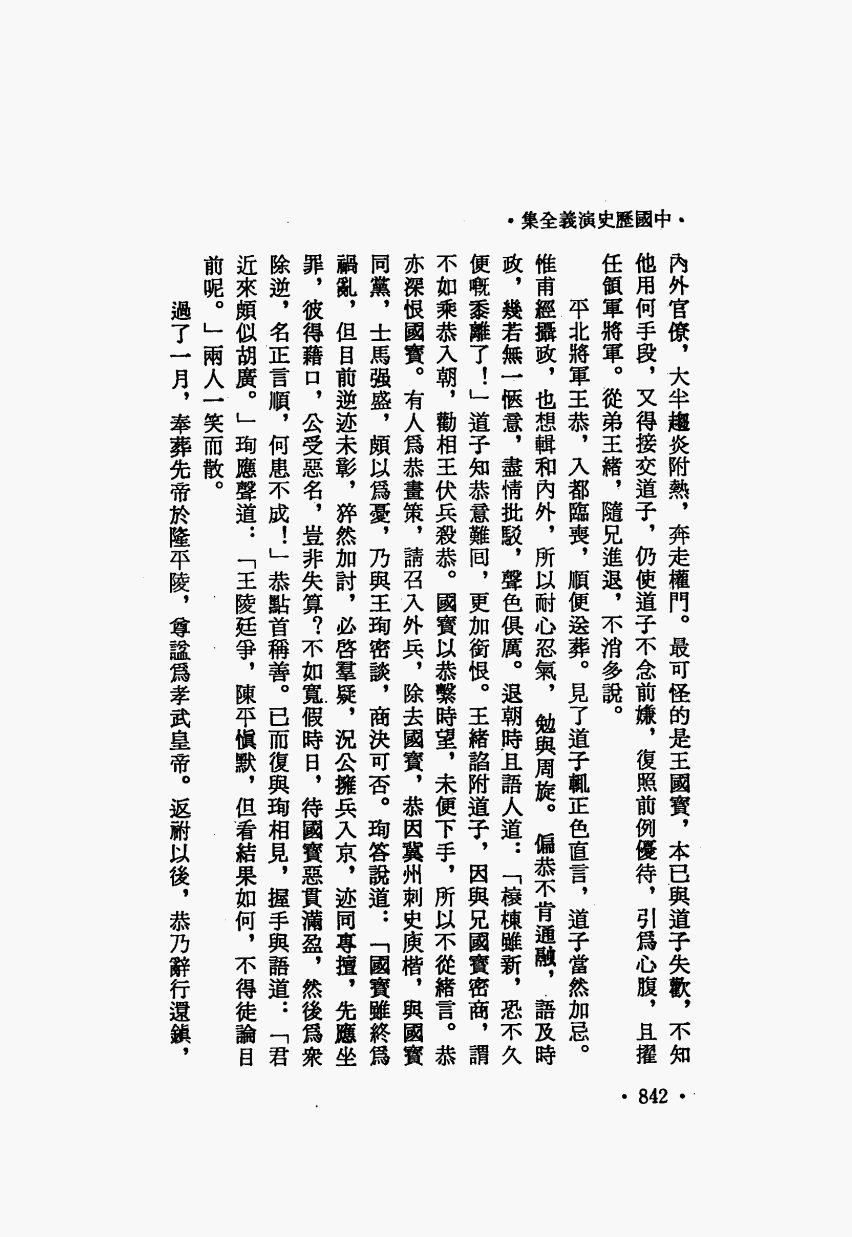 ·中國歷史演義全集·
內外官僚，大半趨炎附熱，奔走權門。最可怪的是王國寶，本已與道子失歡，不知
他用何手段，又得接交道子，仍使道子不念前嫌，復照前例優待，引爲心腹，且擢
任領軍將軍。從弟王緒，隨兄進退，不消多說。
平北將軍王恭，入都臨喪，順便送葬。見了道子輒正色直言，道子當然加忌。
惟甫經攝政，也想輯和內外，所以耐心忍氣，勉與周旋。偏恭不肯通融，語及時
政，幾若無一愜意，盡情批駁，聲色俱厲。退朝時且語人道：「榱棟雖新，恐不久
便嘅黍離了！」道子知恭意難回，更加銜恨。王緒諂附道子，因與兄國寶密商，謂
不如乘恭入朝，勸相王伏兵殺恭。國寶以恭繫時望，未便下手，所以不從緒言。恭
亦深恨國寶。有人爲恭畫策，請召入外兵，除去國寶，恭因冀州刺史庾楷，與國寶
同黨，士馬强盛，頗以爲憂，乃與王珣密談，商決可否。珣答說道：「國寶雖終爲
禍亂，但目前逆迹未彰，猝然加討，必啓羣疑，況公擁兵入京，迹同專擅，先應坐
罪，彼得藉口，公受惡名，豈非失算？不如寬假時日，待國寶惡貫滿盈，然後爲衆
除逆，名正言順，何患不成！」恭點首稱善。已而復與珣相見，握手與語道：「君
近來頗似胡廣。」珣應聲道：「王陵廷爭，陳平愼默，但看結果如何，不得徒論目
前呢。」兩人一笑而散。
過了一月，奉葬先帝於隆平陵，尊諡爲孝武皇帝。返祔以後，恭乃辭行還鎭，
·842·